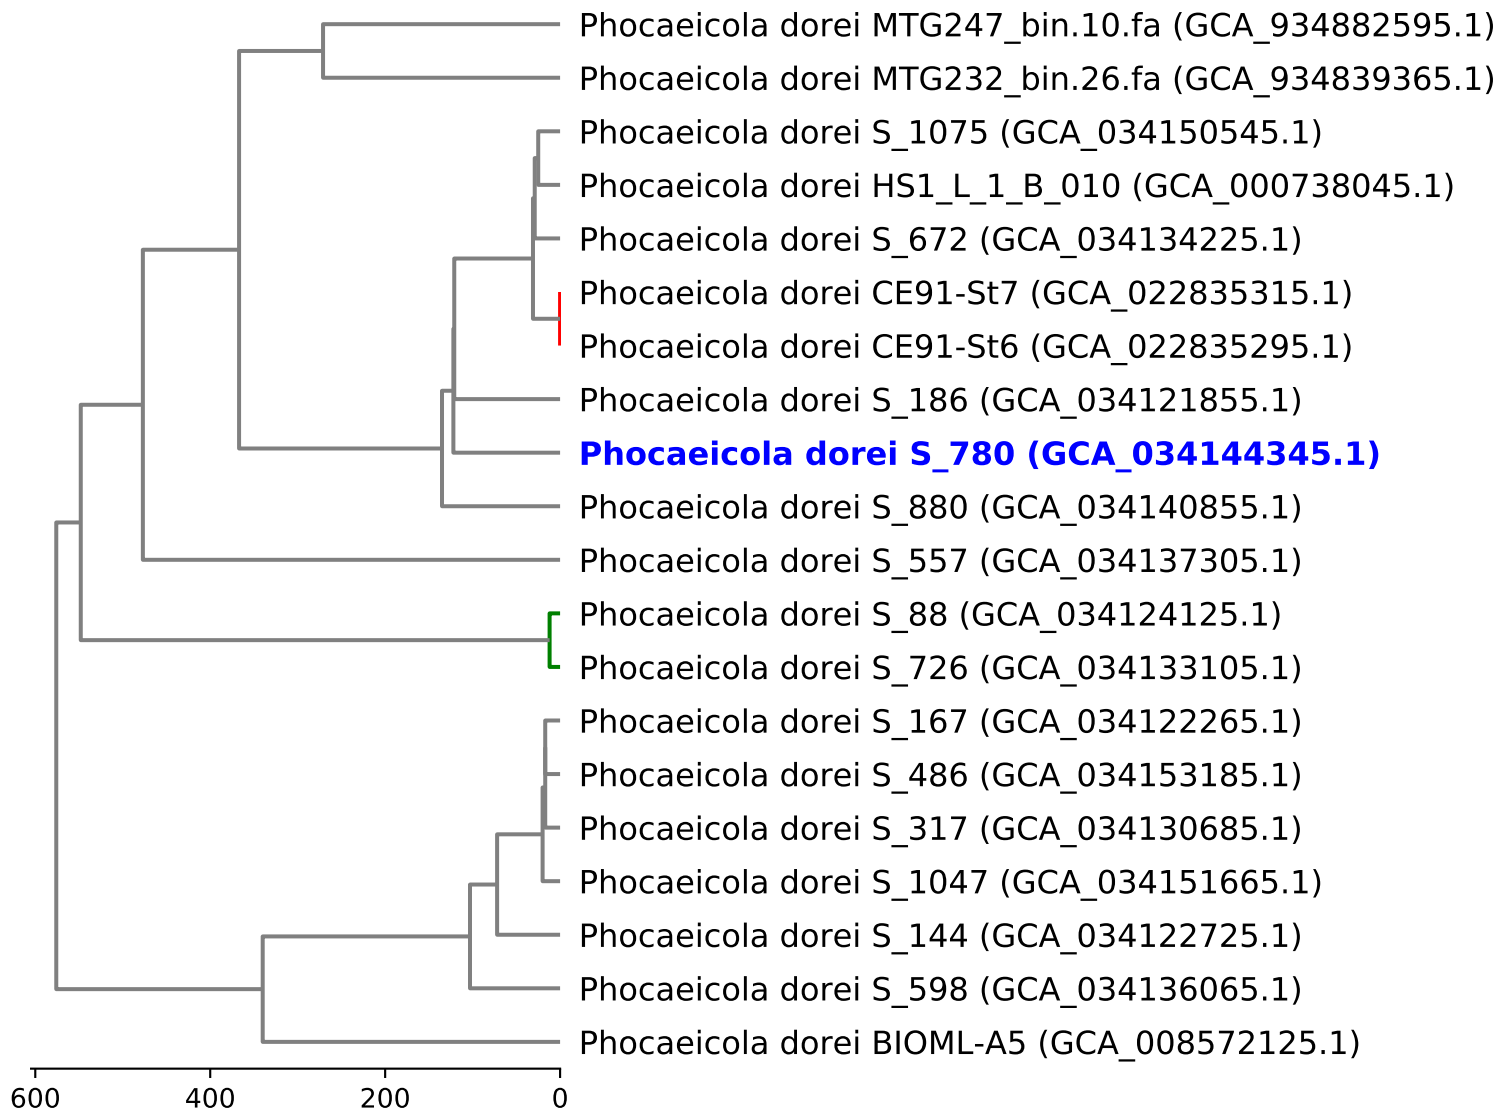 Phocaeicola dorei MTG247_bin.10.fa (GCA_934882595.1)
Phocaeicola dorei MTG232_bin.26.fa (GCA_934839365.1)
Phocaeicola dorei S_1075 (GCA_034150545.1)
Phocaeicola dorei HS1_L_1_B_010 (GCA_000738045.1)
Phocaeicola dorei S_672 (GCA_034134225.1)
Phocaeicola dorei CE91-St7 (GCA_022835315.1)
Phocaeicola dorei CE91-St6 (GCA_022835295.1)
Phocaeicola dorei S_186 (GCA_034121855.1)
Phocaeicola dorei S_780 (GCA_034144345.1)
Phocaeicola dorei S_880 (GCA_034140855.1)
Phocaeicola dorei S_557 (GCA_034137305.1)
Phocaeicola dorei S_88 (GCA_034124125.1)
Phocaeicola dorei S_726 (GCA_034133105.1)
Phocaeicola dorei S_167 (GCA_034122265.1)
Phocaeicola dorei S_486 (GCA_034153185.1)
Phocaeicola dorei S_317 (GCA_034130685.1)
Phocaeicola dorei S_1047 (GCA_034151665.1)
Phocaeicola dorei S_144 (GCA_034122725.1)
Phocaeicola dorei S_598 (GCA_034136065.1)
Phocaeicola dorei BIOML-A5 (GCA_008572125.1)
600 400 200 0